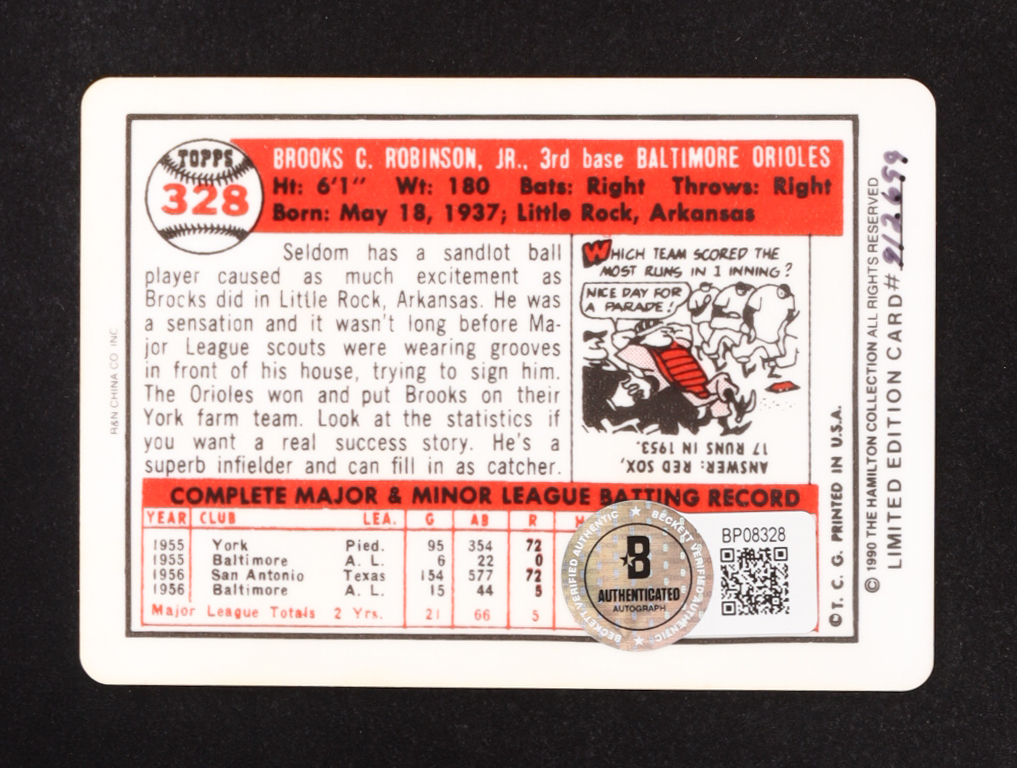 TOPPS
328
BROOKS C. ROBINSON, JR., 3rd base BALTIMORE ORIOLES
Ht: 6'1" Wt: 180 Bats: Right Throws: Right
Born: May 18, 1937; Little Rock, Arkansas
Seldom has a sandlot ball
player caused as much excitement as
Brocks did in Little Rock, Arkansas. He was
a sensation and it wasn't long before Ma-
jor League scouts were wearing grooves
in front of his house, trying to sign him.
The Orioles won and put Brooks on their
York farm team. Look at the statistics if
you want a real success story. He's a
superb infielder and can fill in as catcher.
WHICH TEAM SCORED THE
MOST RUNS IN 1 INNING?
NICE DAY FOR
A PARADE!
ANSWER: RED SOX,
17 RUNS IN 1953.
COMPLETE MAJOR & MINOR LEAGUE BATTING RECORD
YEAR CLUB LEA. G AB R H
1955 York Pied. 95 354 72
1955 Baltimore A. L. 6 22 0
1956 San Antonio Texas 154 577 72
1956 Baltimore A. L. 15 44 5
Major League Totals 2 Yrs. 21 66 5
BECKETT VERIFIED AUTHENTIC
BECKETT VERIFIED AUTHENTIC
B
AUTHENTICATED
AUTOGRAPH
BP08328
© T. C. G. PRINTED IN U.S.A.
© 1990 THE HAMILTON COLLECTION ALL RIGHTS RESERVED
LIMITED EDITION CARD#
R&N CHINA CO. INC.